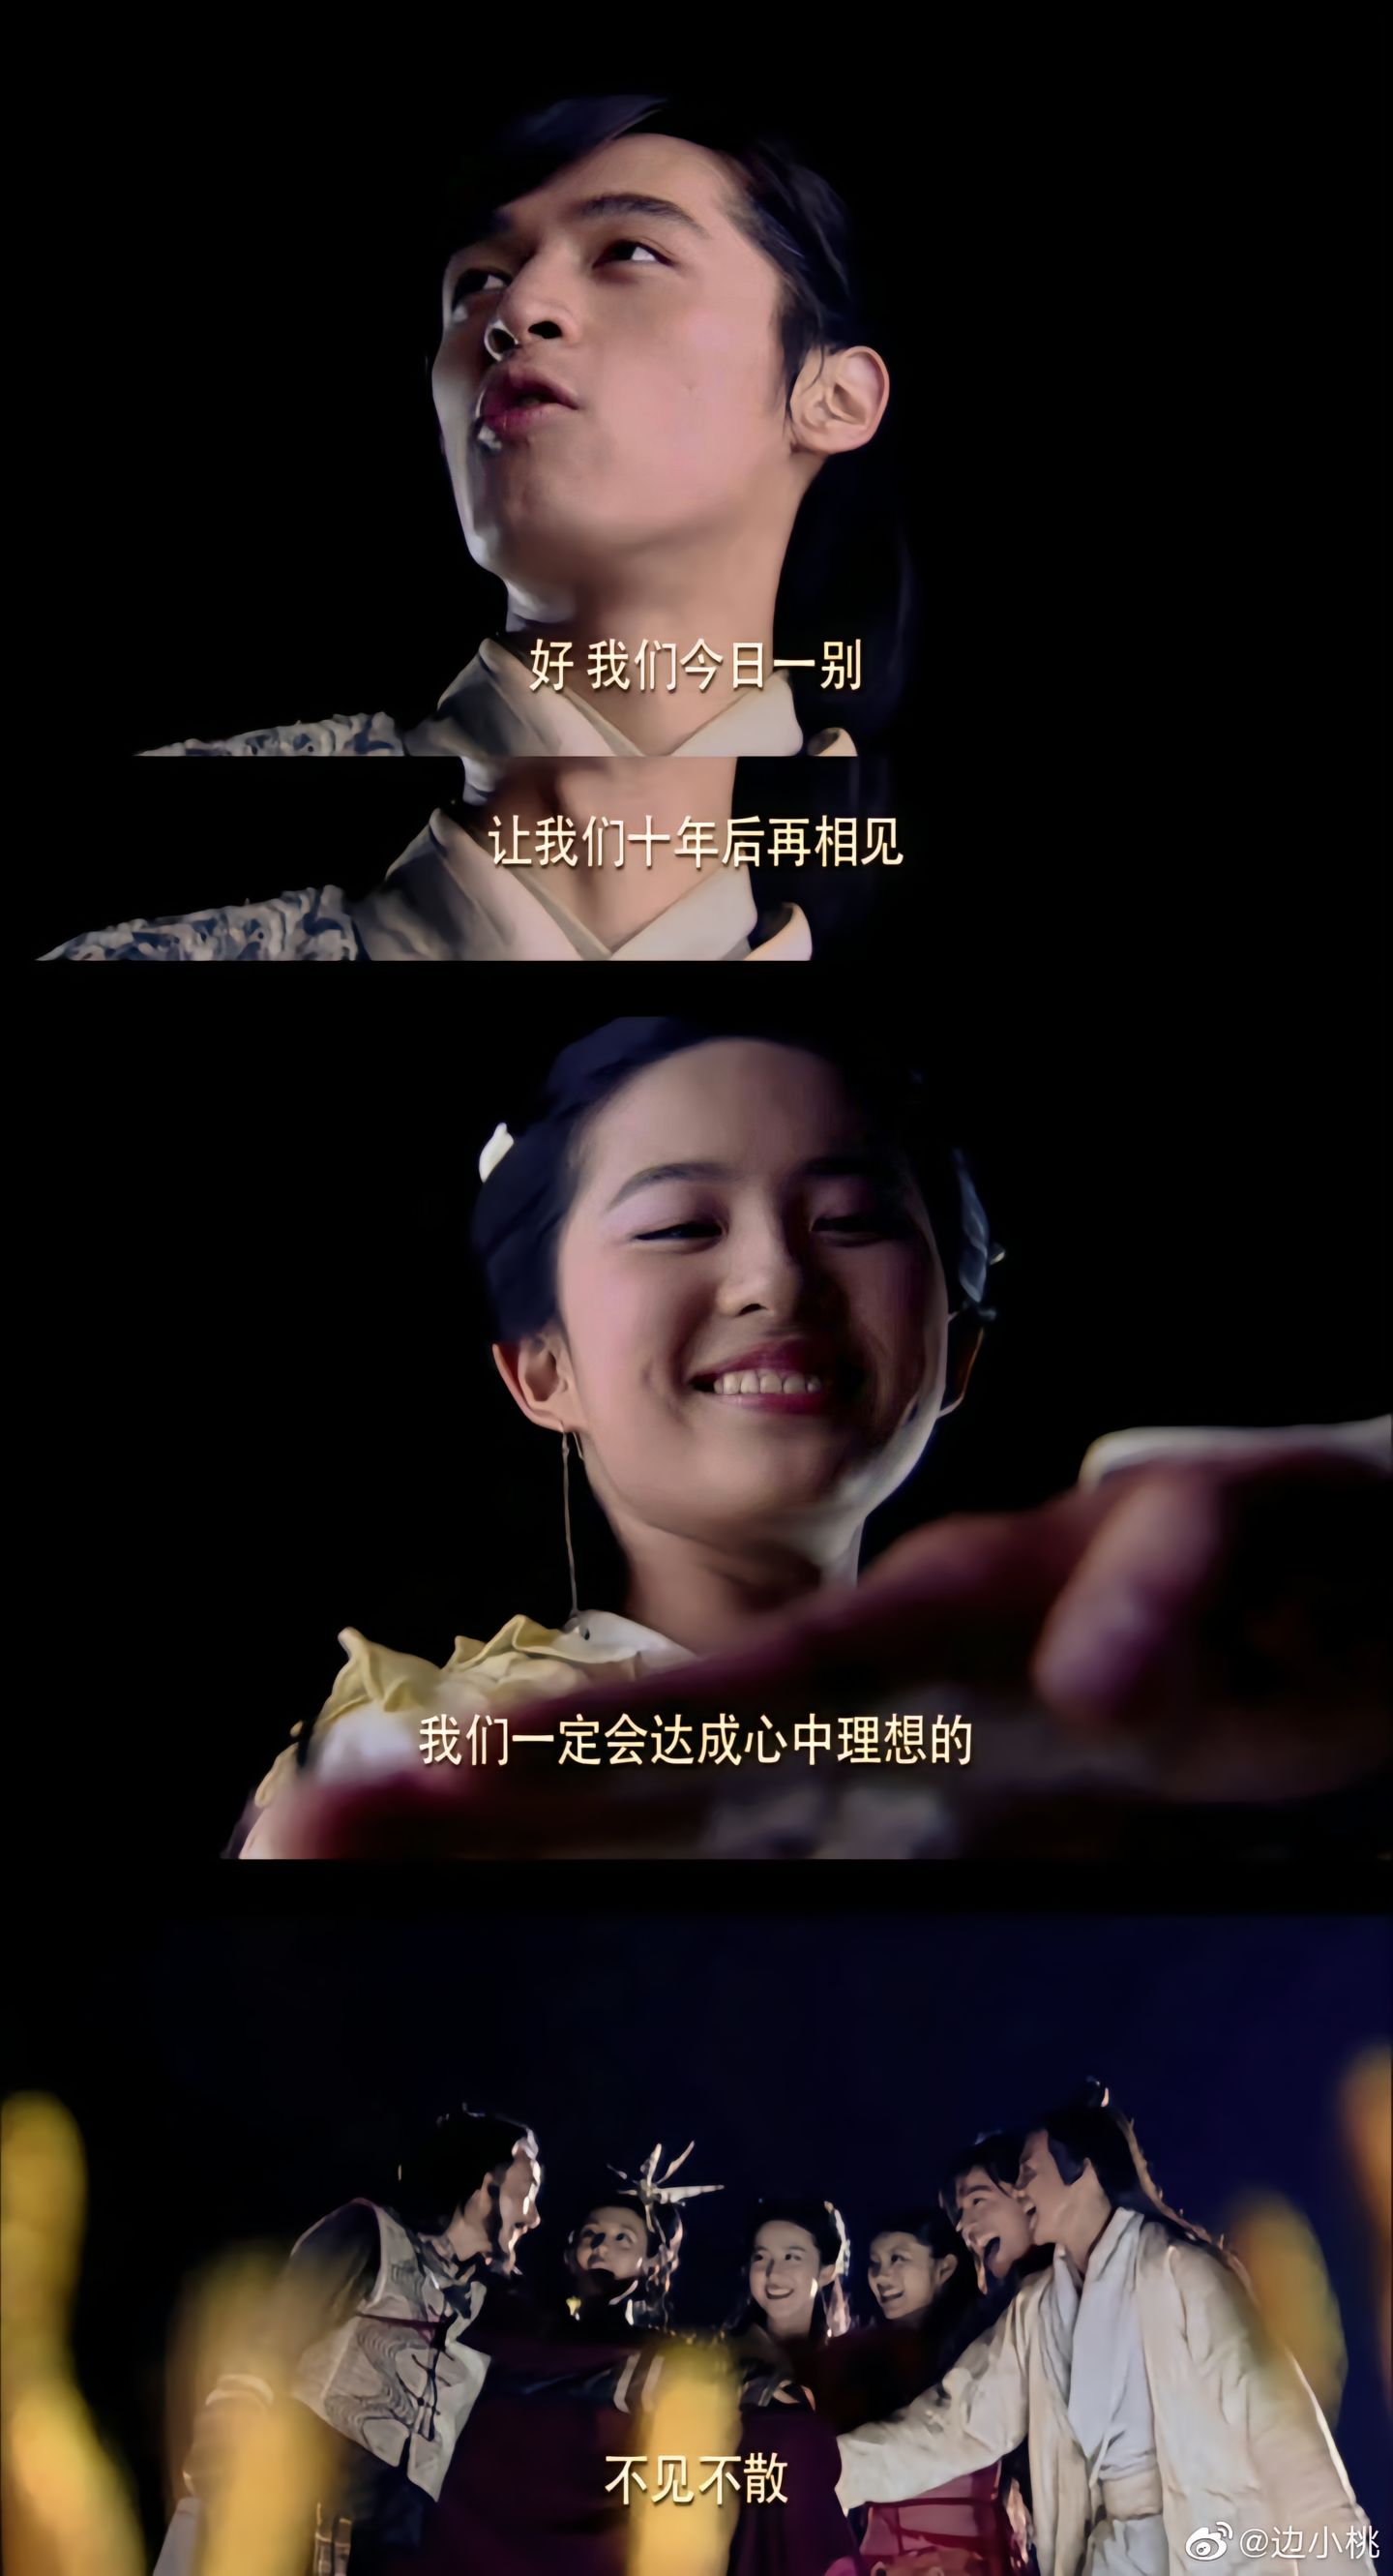 好 我们今日一别
让我们十年后再相见
我们一定会达成心中理想的
不见不散
@边小桃